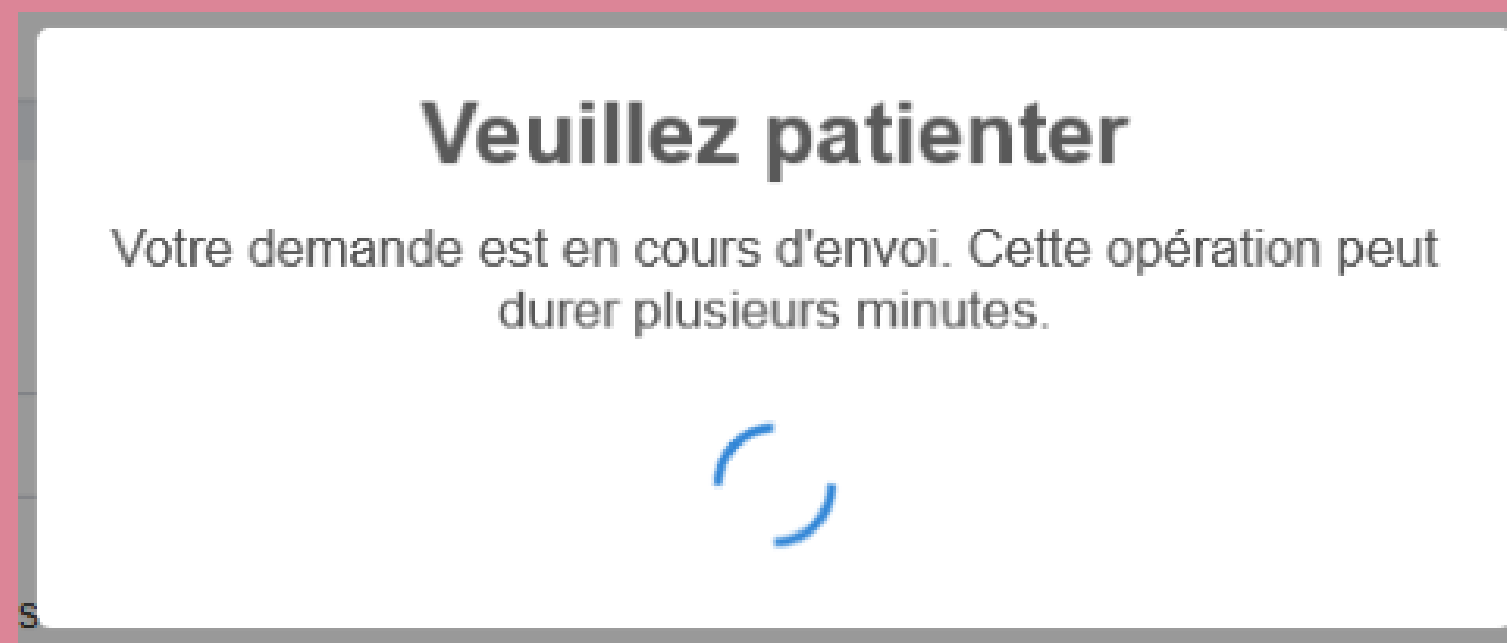 Veuillez patienter
Votre demande est en cours d'envoi. Cette opération peut
durer plusieurs minutes.
s